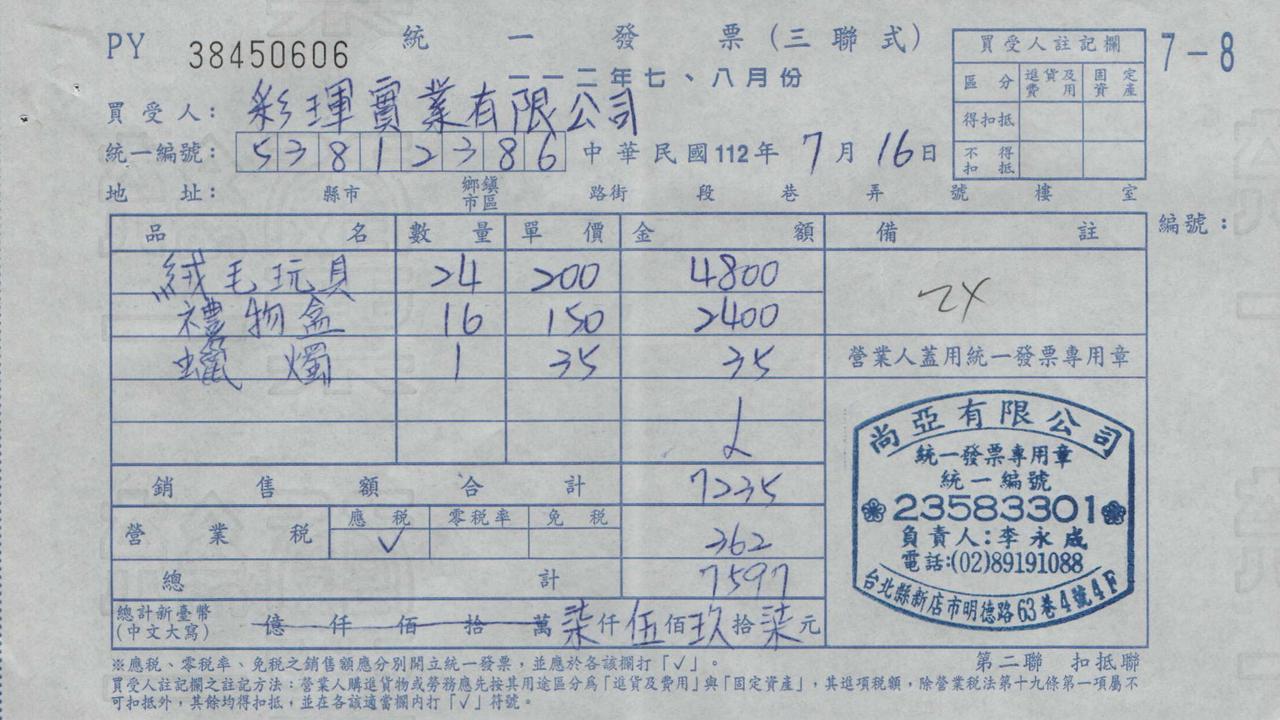 PY 38450606 統一發票(三聯式)
一一二年七、八月份
7-8
買受人註記欄
區分 進貨及費用 固定資產
得扣抵
不得扣抵
買受人:彩琿實業有限公司
統一編號:53812386 中華民國112年7月16日
地址: 縣市 鄉鎮市區 路街 段 巷 弄 號 樓 室
編號:
品名 數量 單價 金額 備註
絨毛玩具 24 200 4800
禮物盒 16 150 2400
蠟燭 1 35 35
營業人蓋用統一發票專用章
銷售額合計 7235
營業稅 應稅 ✓ 零稅率 免稅 362
總計 7597
總計新臺幣(中文大寫) 億仟佰拾萬柒仟伍佰玖拾柒元
尚亞有限公司
統一發票專用章
統一編號
23583301
負責人:李永成
電話:(02)89191088
台北縣新店市明德路63巷4號4F
第二聯 扣抵聯
※應稅、零稅率、免稅之銷售額應分別開立統一發票,並應於各該欄打「✓」。
買受人註記欄之註記方法:營業人購進貨物或勞務應先按其用途區分為「進貨及費用」與「固定資產」,其進項稅額,除營業稅法第十九條第一項屬不
可扣抵外,其餘均得扣抵,並在各該適當欄內打「✓」符號。